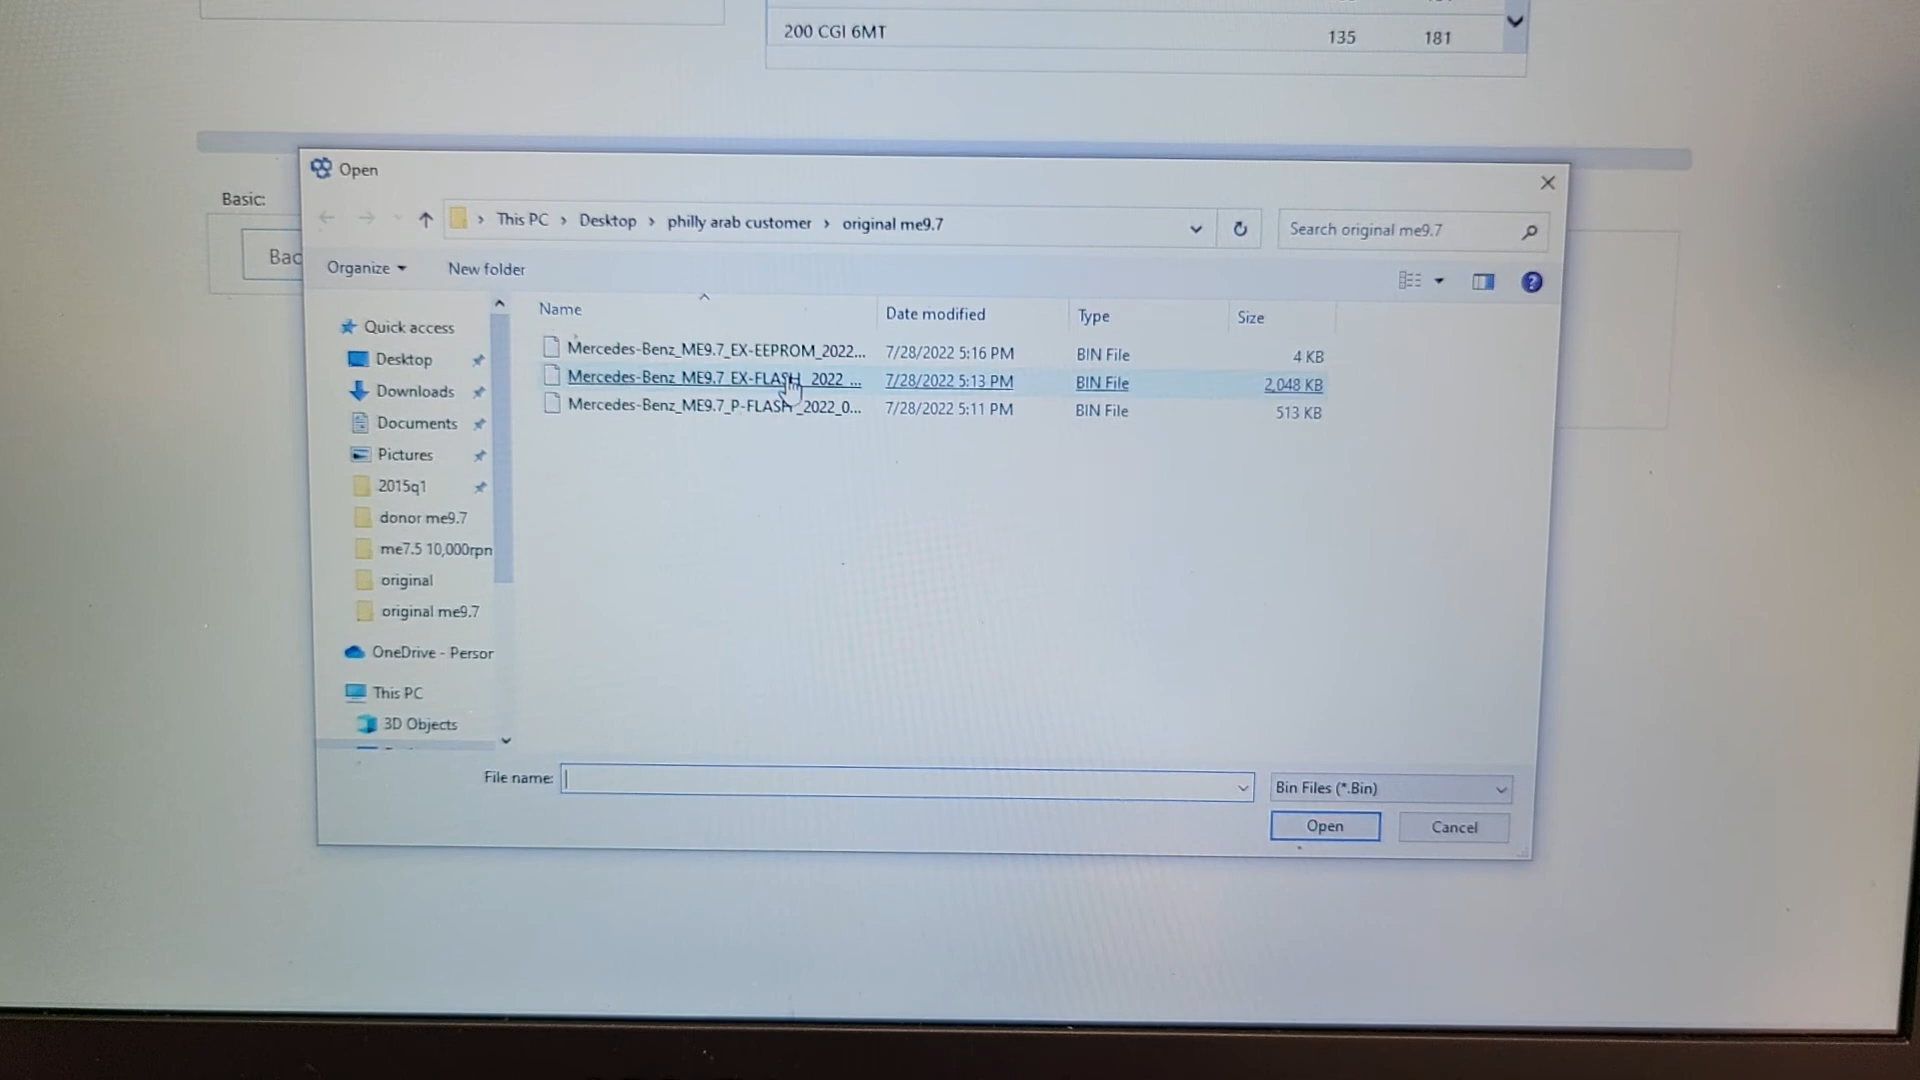 200 CGI 6MT 135 181
Basic:
Bac
Open
This PC > Desktop > philly arab customer > original me9.7
Search original me9.7
Organize
New folder
Name
Date modified
Type
Size
Quick access
Desktop
Downloads
Documents
Pictures
2015q1
donor me9.7
me7.5 10,000rpn
original
original me9.7
OneDrive - Person
This PC
3D Objects
Mercedes-Benz_ME9.7_EX-EEPROM_2022... 7/28/2022 5:16 PM BIN File 4 KB
Mercedes-Benz_ME9.7_EX-FLASH_2022_... 7/28/2022 5:13 PM BIN File 2,048 KB
Mercedes-Benz_ME9.7_P-FLASH_2022_0... 7/28/2022 5:11 PM BIN File 513 KB
File name:
Bin Files (*.Bin)
Open
Cancel